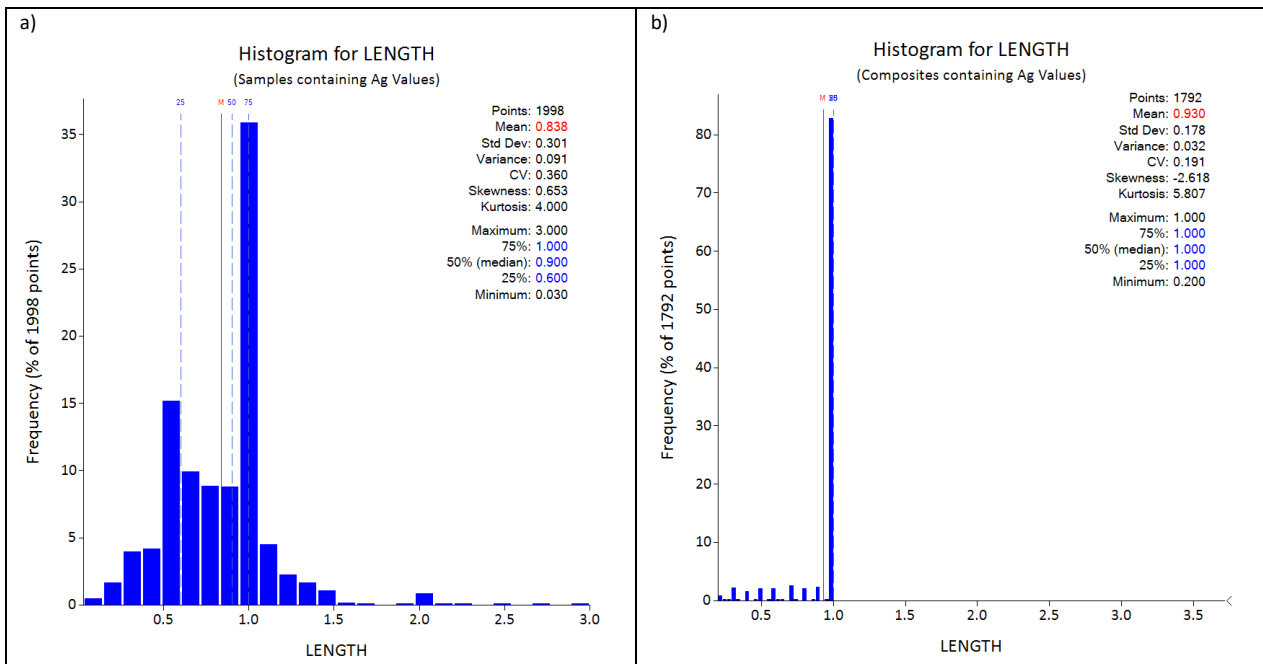 a)
Histogram for LENGTH
(Samples containing Ag Values)
25 M 50 75
Points: 1998
Mean: 0.838
Std Dev: 0.301
Variance: 0.091
CV: 0.360
Skewness: 0.653
Kurtosis: 4.000
Maximum: 3.000
75%: 1.000
50% (median): 0.900
25%: 0.600
Minimum: 0.030
Frequency (% of 1998 points)
35
30
25
20
15
10
5
0
0.5 1.0 1.5 2.0 2.5 3.0
LENGTH
b)
Histogram for LENGTH
(Composites containing Ag Values)
M
Points: 1792
Mean: 0.930
Std Dev: 0.178
Variance: 0.032
CV: 0.191
Skewness: -2.618
Kurtosis: 5.807
Maximum: 1.000
75%: 1.000
50% (median): 1.000
25%: 1.000
Minimum: 0.200
Frequency (% of 1792 points)
80
70
60
50
40
30
20
10
0
0.5 1.0 1.5 2.0 2.5 3.0 3.5
LENGTH